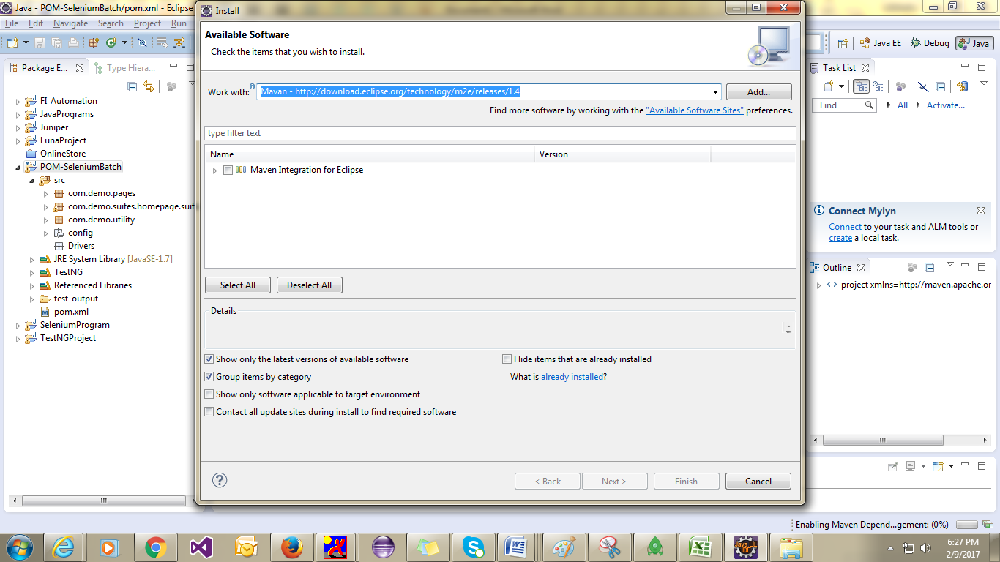 Java - POM-SeleniumBatch/pom.xml - Eclipse
File Edit Navigate Search Project Run
Java EE Debug Java
Package E... Type Hiera...
FI_Automation
JavaPrograms
Juniper
LunaProject
OnlineStore
POM-SeleniumBatch
src
com.demo.pages
com.demo.suites.homepage.suit
com.demo.utility
config
Drivers
JRE System Library [JavaSE-1.7]
TestNG
Referenced Libraries
test-output
pom.xml
SeleniumProgram
TestNGProject
Install
Available Software
Check the items that you wish to install.
Work with: Mavan - http://download.eclipse.org/technology/m2e/releases/1.4 Add...
Find more software by working with the "Available Software Sites" preferences.
type filter text
Name Version
Maven Integration for Eclipse
Select All Deselect All
Details
Show only the latest versions of available software Hide items that are already installed
Group items by category What is already installed?
Show only software applicable to target environment
Contact all update sites during install to find required software
< Back Next > Finish Cancel
Task List
Find All Activate...
Connect Mylyn
Connect to your task and ALM tools or
create a local task.
Outline
project xmlns=http://maven.apache.or
Enabling Maven Depend...gement: (0%)
Java EE
IDE
6:27 PM
2/9/2017